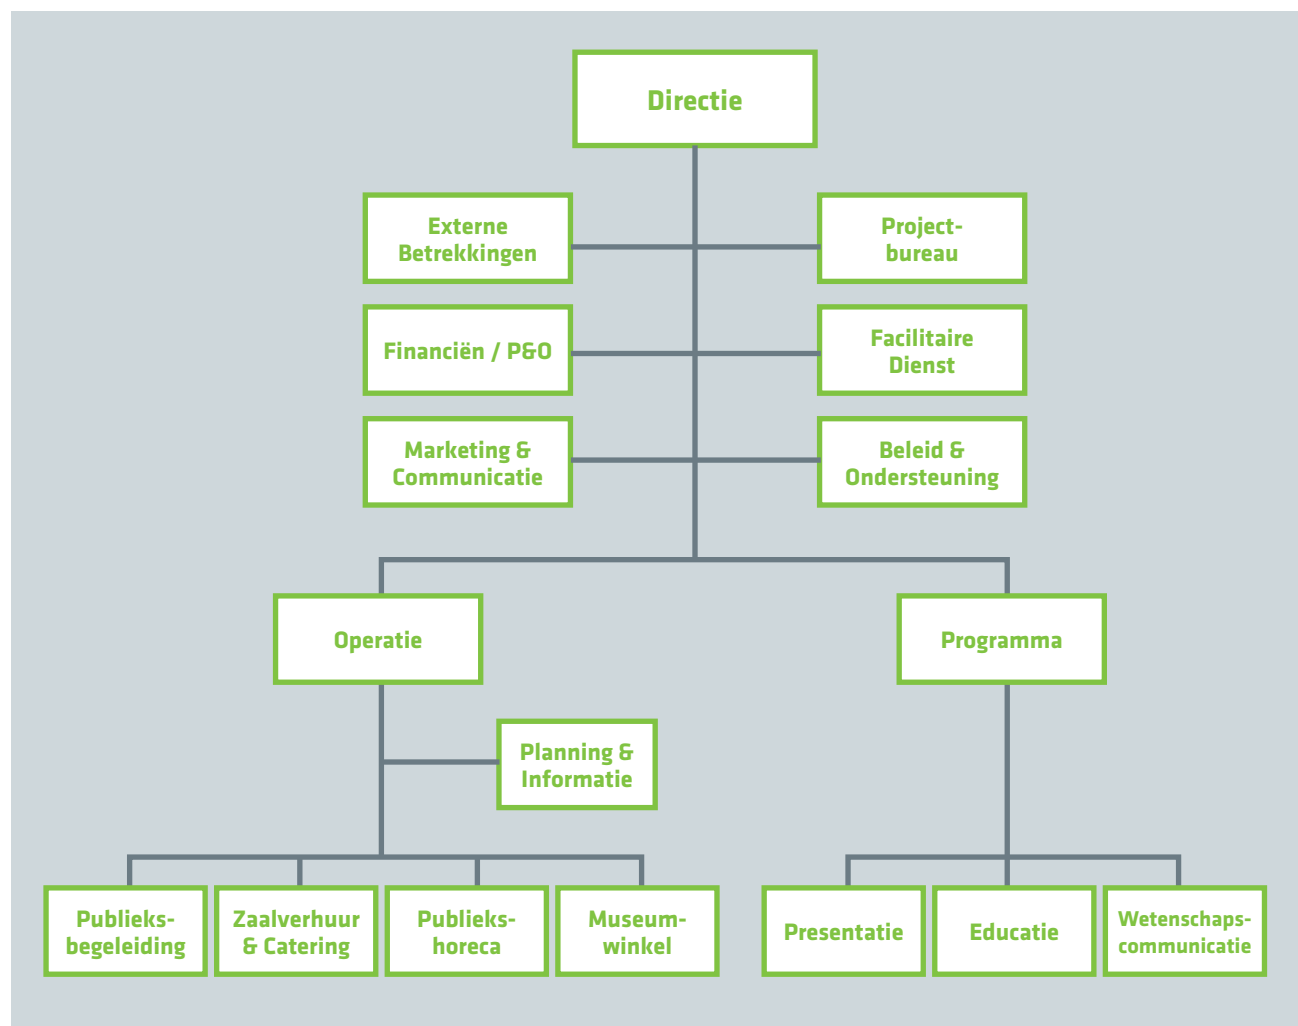 Directie
Externe
Betrekkingen
Project-
bureau
Financiën / P&O
Facilitaire
Dienst
Marketing &
Communicatie
Beleid &
Ondersteuning
Operatie
Programma
Planning &
Informatie
Publieks-
begeleiding
Zaalverhuur
& Catering
Publieks-
horeca
Museum-
winkel
Presentatie
Educatie
Wetenschaps-
communicatie